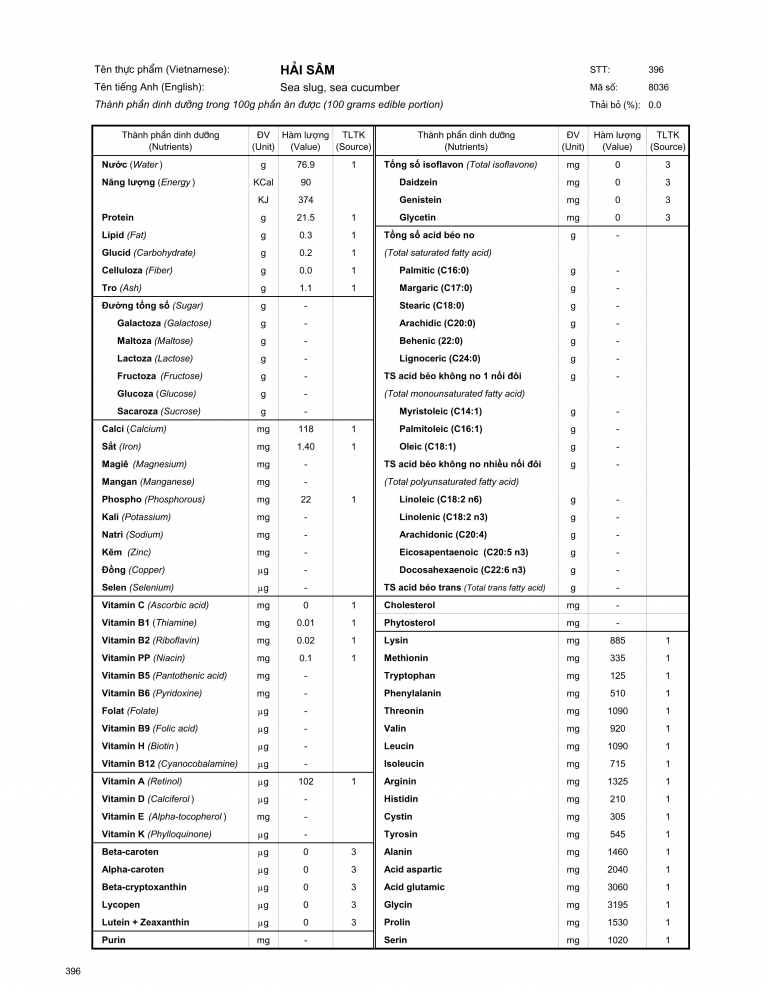 Tên thực phẩm (Vietnamese): HẢI SÂM STT: 396
Tên tiếng Anh (English): Sea slug, sea cucumber Mã số: 8036
Thành phần dinh dưỡng trong 100g phần ăn được (100 grams edible portion) Thải bỏ (%): 0.0
Thành phần dinh dưỡng ĐV Hàm lượng TLTK Thành phần dinh dưỡng ĐV Hàm lượng TLTK
(Nutrients) (Unit) (Value) (Source) (Nutrients) (Unit) (Value) (Source)
Nước (Water) g 76.9 1 Tổng số isoflavon (Total isoflavone) mg 0 3
Năng lượng (Energy) KCal 90 Daidzein mg 0 3
KJ 374 Genistein mg 0 3
Protein g 21.5 1 Glycetin mg 0 3
Lipid (Fat) g 0.3 1 Tổng số acid béo no g -
Glucid (Carbohydrate) g 0.2 1 (Total saturated fatty acid)
Celluloza (Fiber) g 0.0 1 Palmitic (C16:0) g -
Tro (Ash) g 1.1 1 Margaric (C17:0) g -
Đường tổng số (Sugar) g - Stearic (C18:0) g -
Galactoza (Galactose) g - Arachidic (C20:0) g -
Maltoza (Maltose) g - Behenic (22:0) g -
Lactoza (Lactose) g - Lignoceric (C24:0) g -
Fructoza (Fructose) g - TS acid béo không no 1 nối đôi g -
Glucoza (Glucose) g - (Total monounsaturated fatty acid)
Sacaroza (Sucrose) g - Myristoleic (C14:1) g -
Calci (Calcium) mg 118 1 Palmitoleic (C16:1) g -
Sắt (Iron) mg 1.40 1 Oleic (C18:1) g -
Magiê (Magnesium) mg - TS acid béo không no nhiều nối đôi g -
Mangan (Manganese) mg - (Total polyunsaturated fatty acid)
Phospho (Phosphorous) mg 22 1 Linoleic (C18:2 n6) g -
Kali (Potassium) mg - Linolenic (C18:2 n3) g -
Natri (Sodium) mg - Arachidonic (C20:4) g -
Kẽm (Zinc) mg - Eicosapentaenoic (C20:5 n3) g -
Đồng (Copper) μg - Docosahexaenoic (C22:6 n3) g -
Selen (Selenium) μg - TS acid béo trans (Total trans fatty acid) g -
Vitamin C (Ascorbic acid) mg 0 1 Cholesterol mg -
Vitamin B1 (Thiamine) mg 0.01 1 Phytosterol mg -
Vitamin B2 (Riboflavin) mg 0.02 1 Lysin mg 885 1
Vitamin PP (Niacin) mg 0.1 1 Methionin mg 335 1
Vitamin B5 (Pantothenic acid) mg - Tryptophan mg 125 1
Vitamin B6 (Pyridoxine) mg - Phenylalanin mg 510 1
Folat (Folate) μg - Threonin mg 1090 1
Vitamin B9 (Folic acid) μg - Valin mg 920 1
Vitamin H (Biotin) μg - Leucin mg 1090 1
Vitamin B12 (Cyanocobalamine) μg - Isoleucin mg 715 1
Vitamin A (Retinol) μg 102 1 Arginin mg 1325 1
Vitamin D (Calciferol) μg - Histidin mg 210 1
Vitamin E (Alpha-tocopherol) mg - Cystin mg 305 1
Vitamin K (Phylloquinone) μg - Tyrosin mg 545 1
Beta-caroten μg 0 3 Alanin mg 1460 1
Alpha-caroten μg 0 3 Acid aspartic mg 2040 1
Beta-cryptoxanthin μg 0 3 Acid glutamic mg 3060 1
Lycopen μg 0 3 Glycin mg 3195 1
Lutein + Zeaxanthin μg 0 3 Prolin mg 1530 1
Purin mg - Serin mg 1020 1
396